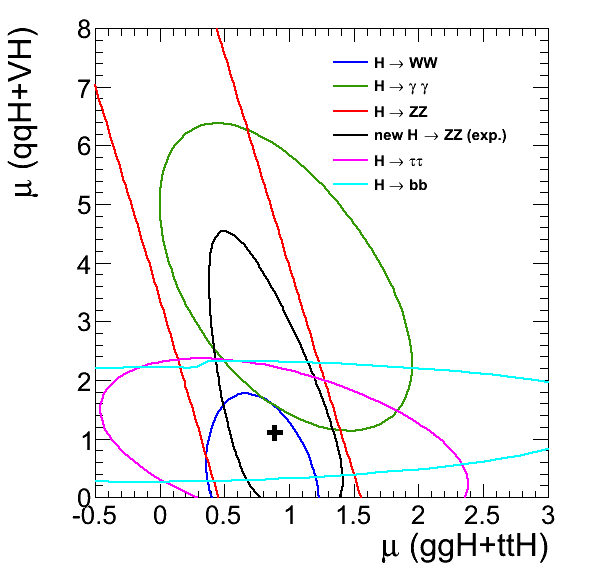 μ (qqH+VH)
8
7
6
5
4
3
2
1
0
H → WW
H → γ γ
H → ZZ
new H → ZZ (exp.)
H → ττ
H → bb
-0.5 0 0.5 1 1.5 2 2.5 3
μ (ggH+ttH)